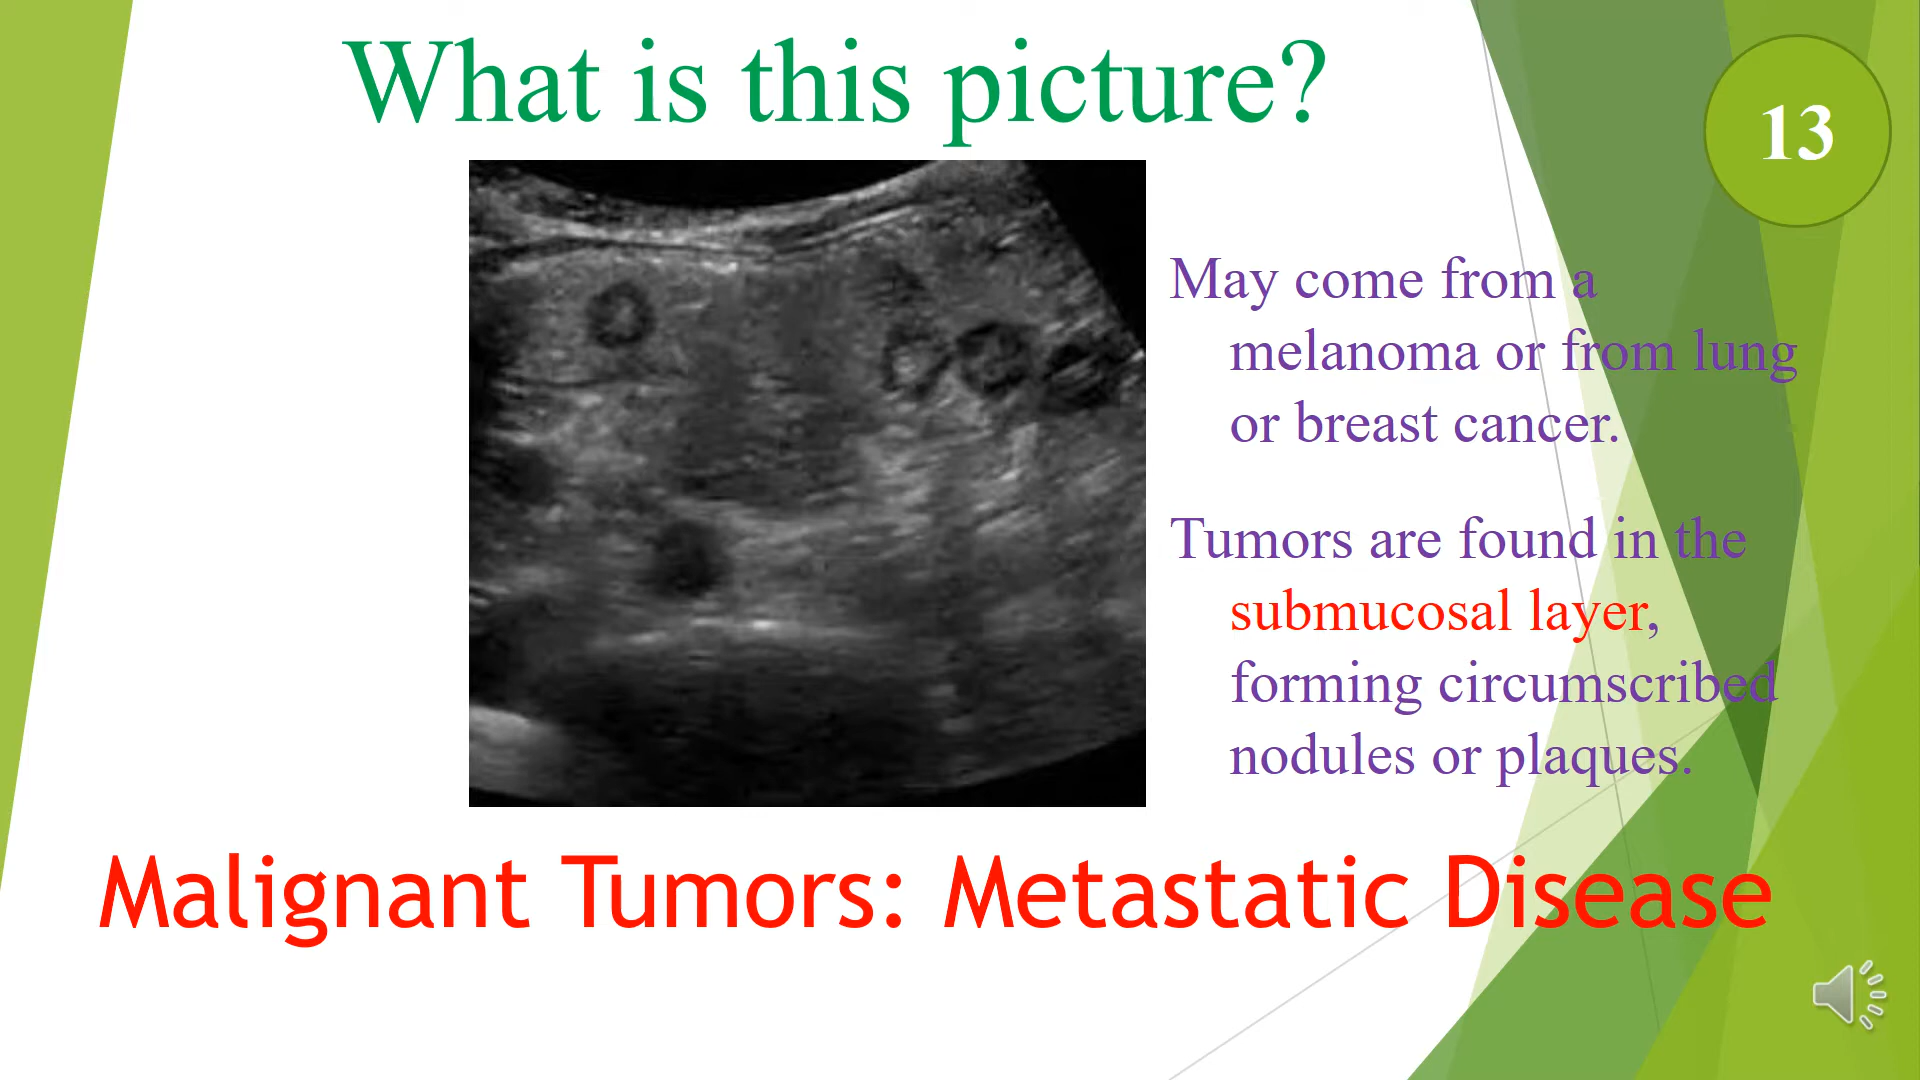 What is this picture?
13
May come from a
melanoma or from lung
or breast cancer.
Tumors are found in the
submucosal layer,
forming circumscribed
nodules or plaques.
Malignant Tumors: Metastatic Disease